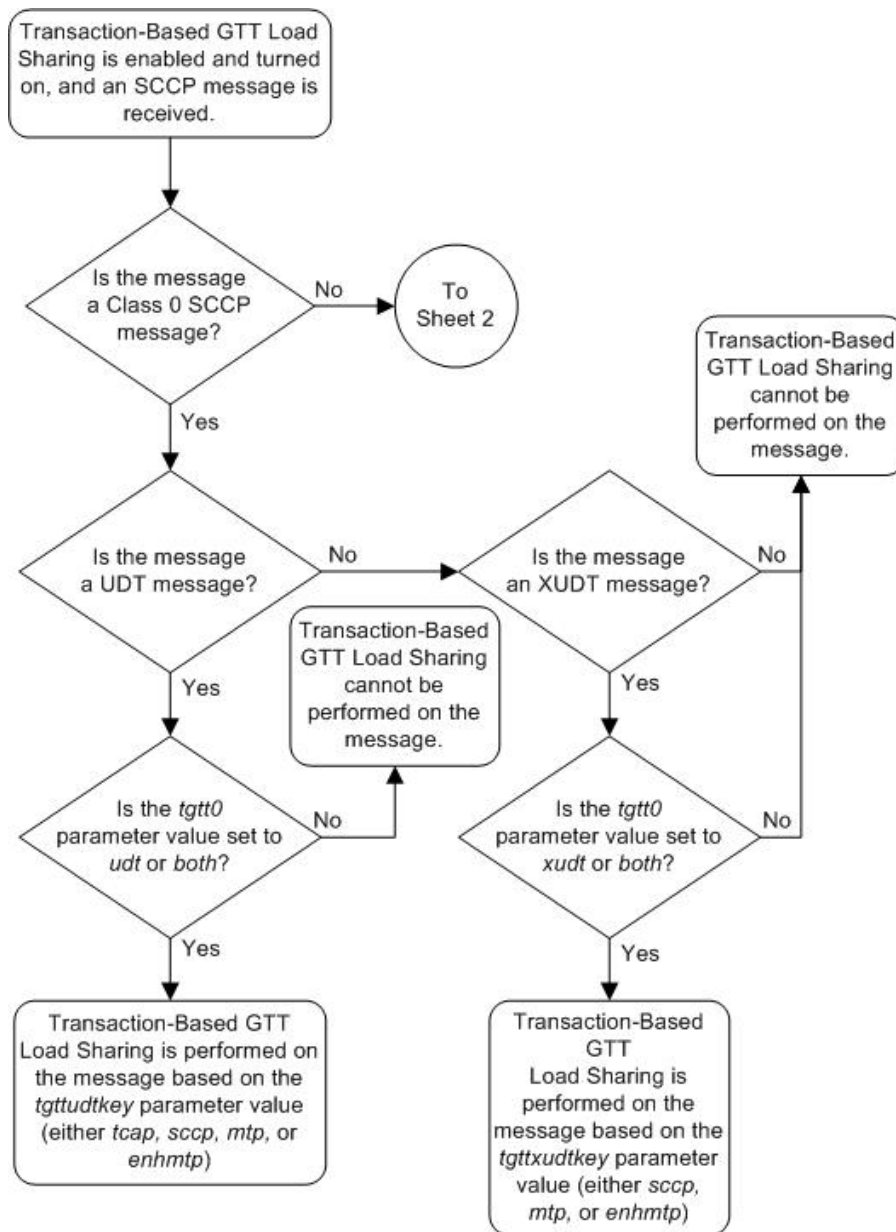 Transaction-Based GTT Load
Sharing is enabled and turned
on, and an SCCP message is
received.
Is the message
a Class 0 SCCP
message?
No
To
Sheet 2
Yes
Transaction-Based
GTT Load Sharing
cannot be
performed on the
message.
Is the message
a UDT message?
No
Is the message
an XUDT message?
No
Yes
Transaction-Based
GTT Load Sharing
cannot be
performed on the
message.
Yes
Is the tgtt0
parameter value set to
udt or both?
No
Is the tgtt0
parameter value set to
xudt or both?
No
Yes
Yes
Transaction-Based GTT
Load Sharing is performed on
the message based on the
tgttudtkey parameter value
(either tcap, sccp, mtp, or
enhmtp)
Transaction-Based
GTT
Load Sharing is
performed on the
message based on the
tgttxudtkey parameter
value (either sccp,
mtp, or enhmtp)